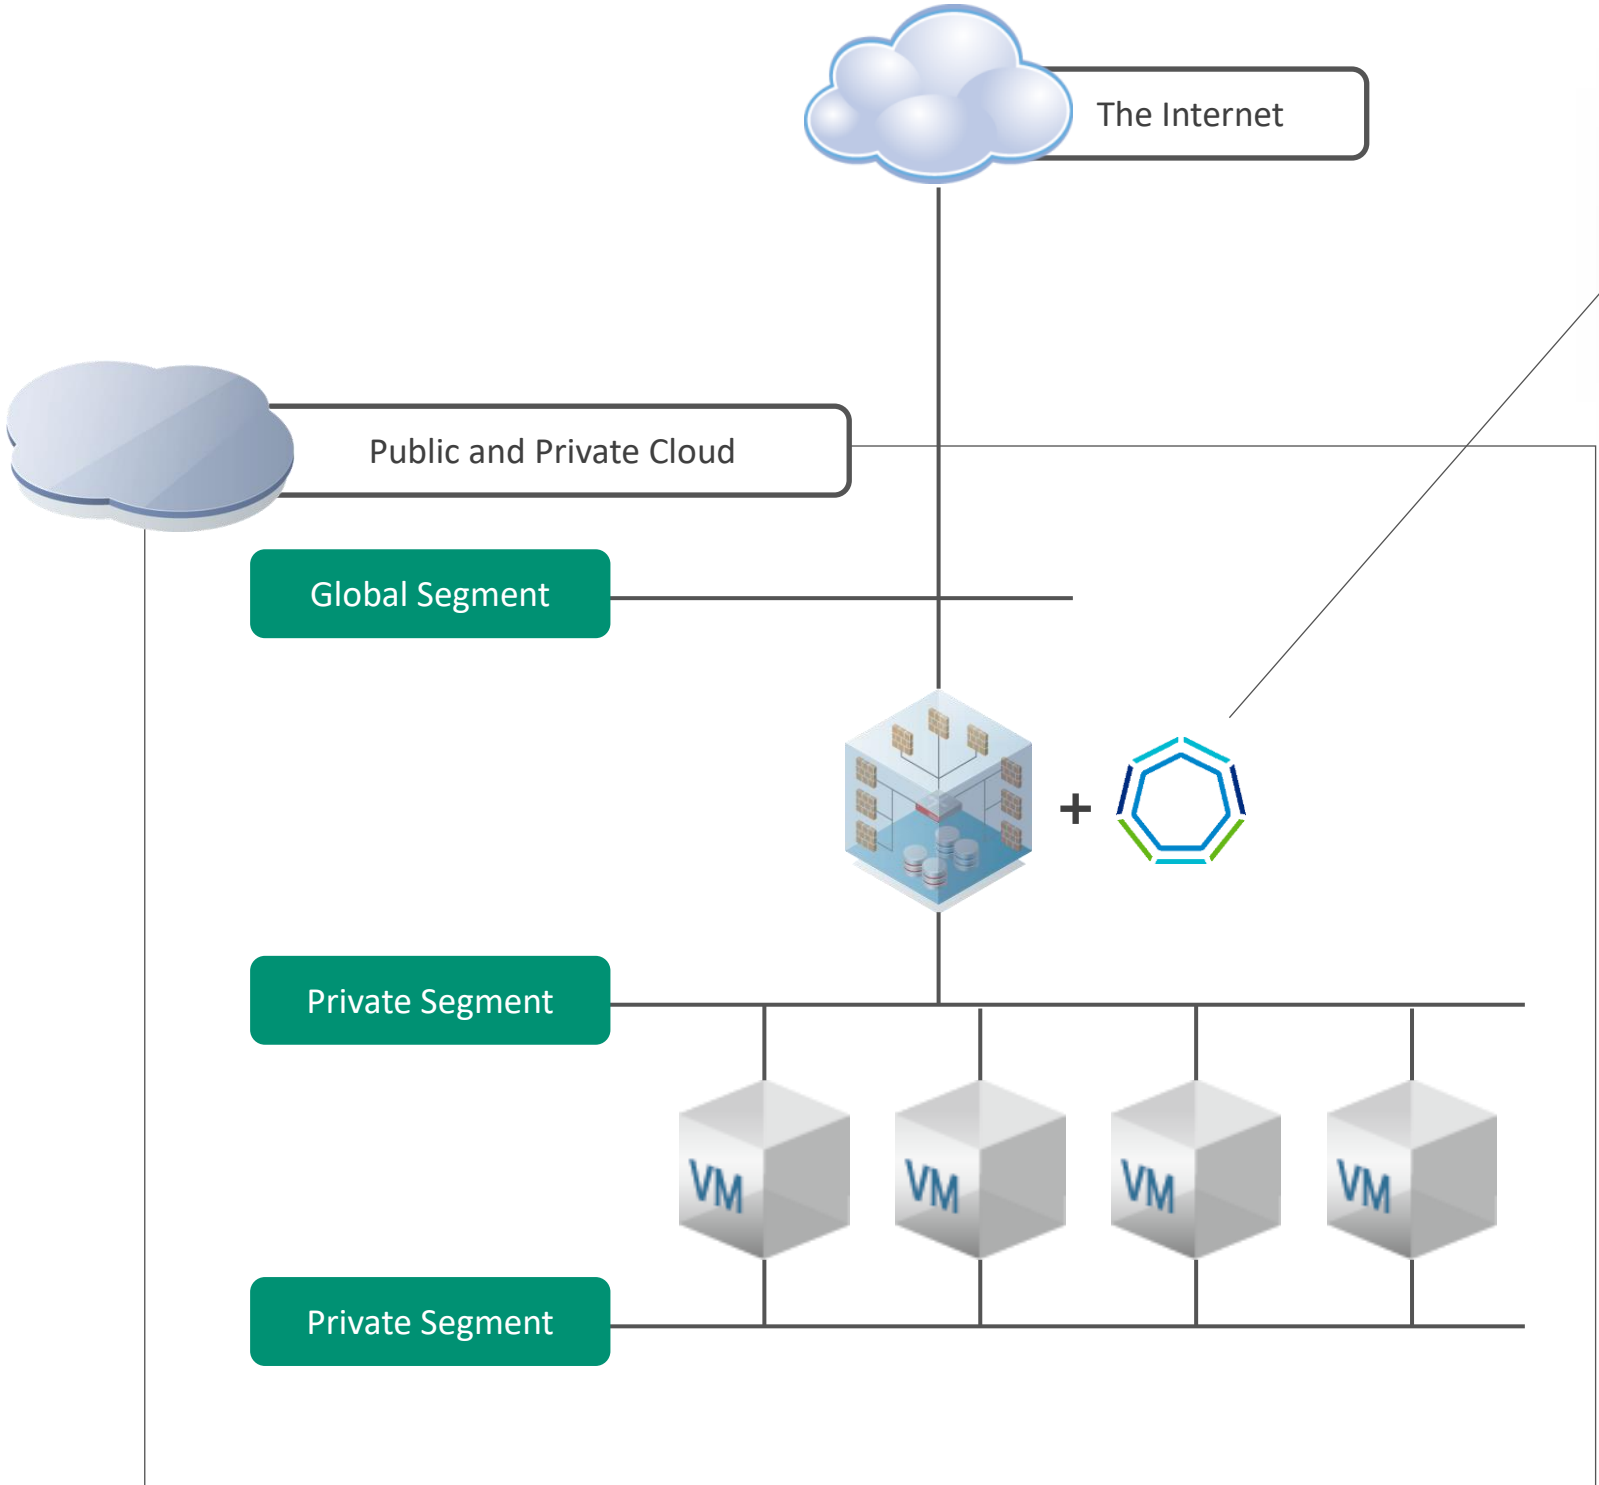 The Internet
Public and Private Cloud
Global Segment
+
Private Segment
VM VM VM VM
Private Segment